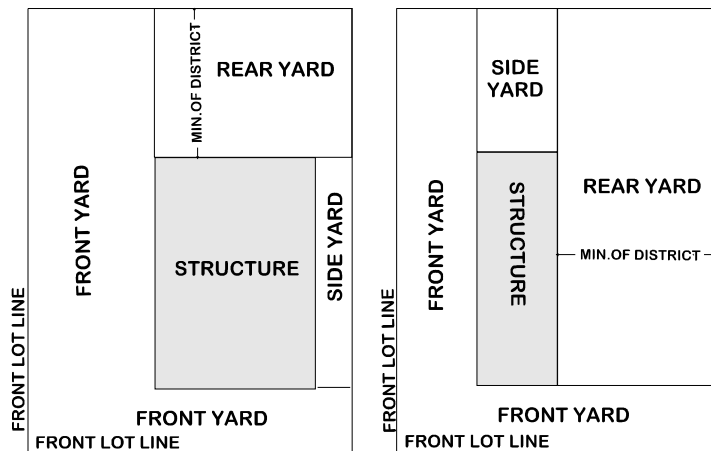 REAR YARD
MIN.OF DISTRICT
FRONT YARD
STRUCTURE
SIDE YARD
FRONT LOT LINE
FRONT YARD
FRONT LOT LINE
SIDE
YARD
FRONT YARD
STRUCTURE
REAR YARD
MIN.OF DISTRICT
FRONT LOT LINE
FRONT YARD
FRONT LOT LINE